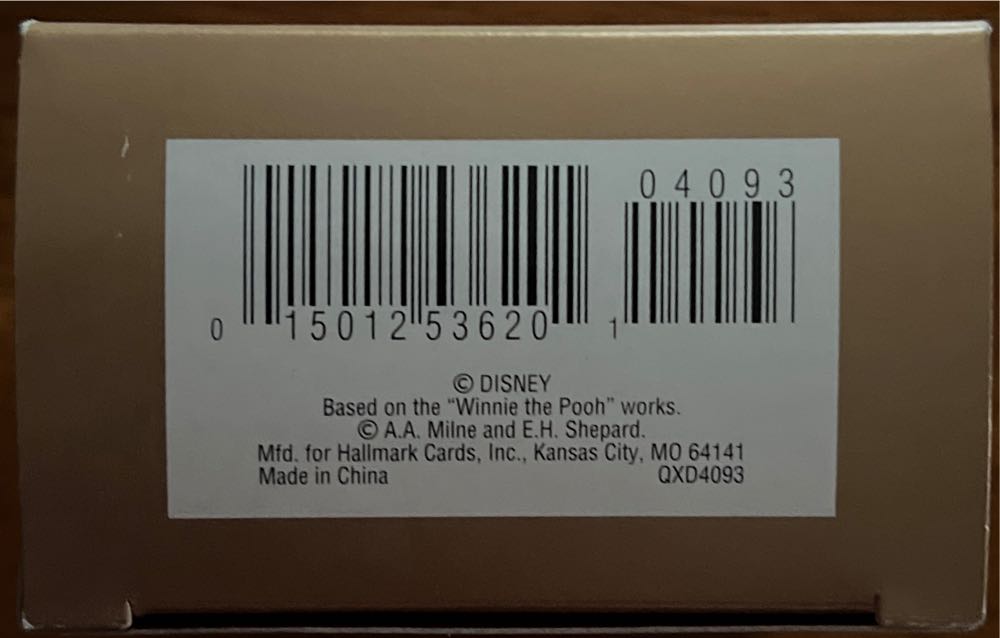 04093
0 15012 53620 1
© DISNEY
Based on the “Winnie the Pooh” works.
© A.A. Milne and E.H. Shepard.
Mfd. for Hallmark Cards, Inc., Kansas City, MO 64141
Made in China QXD4093